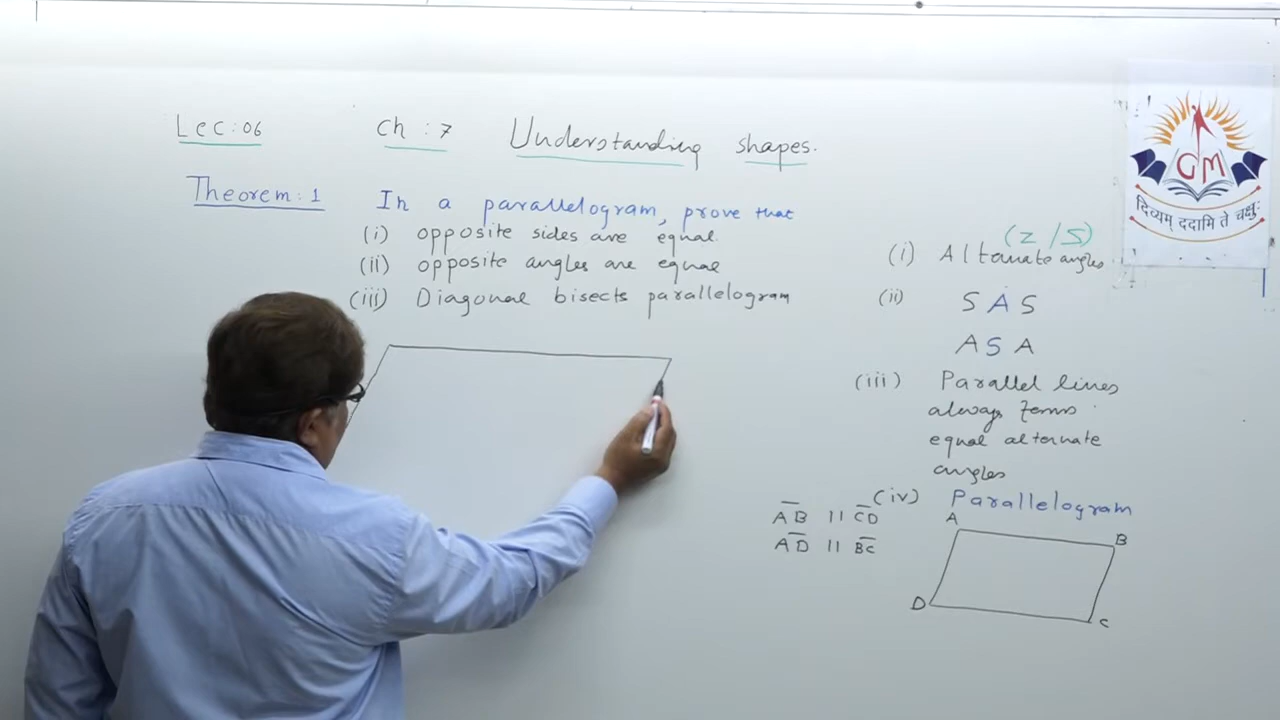 Lec: 06 Ch : 7 Understanding shapes.
Theorem: 1 In a parallelogram, prove that
(i) opposite sides are equal.
(ii) opposite angles are equal
(iii) Diagonal bisects parallelogram
(Z / S)
(i) Alternate angles
(ii) S A S
A S A
(iii) Parallel lines
always forms
equal alternate
angles
(iv) Parallelogram
AB || CD
AD || BC
A
B
D
C
GM
दिव्यम् ददामि ते चक्षुः